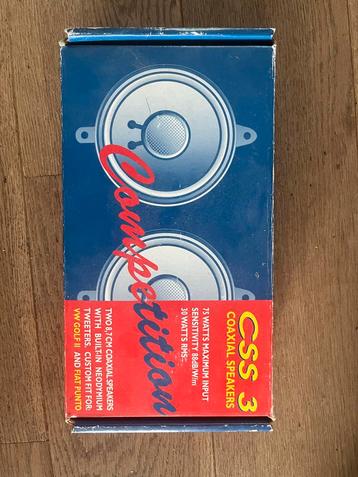 Competition
CSS 3
COAXIAL SPEAKERS
75 WATTS MAXIMUM INPUT
SENSITIVITY 88dB/W/m
30 WATTS RMS
TWO 8,7CM COAXIAL SPEAKERS
WITH BUILT-IN NEODYMIUM
TWEETERS. CUSTOM FIT FOR:
VW GOLF II AND FIAT PUNTO